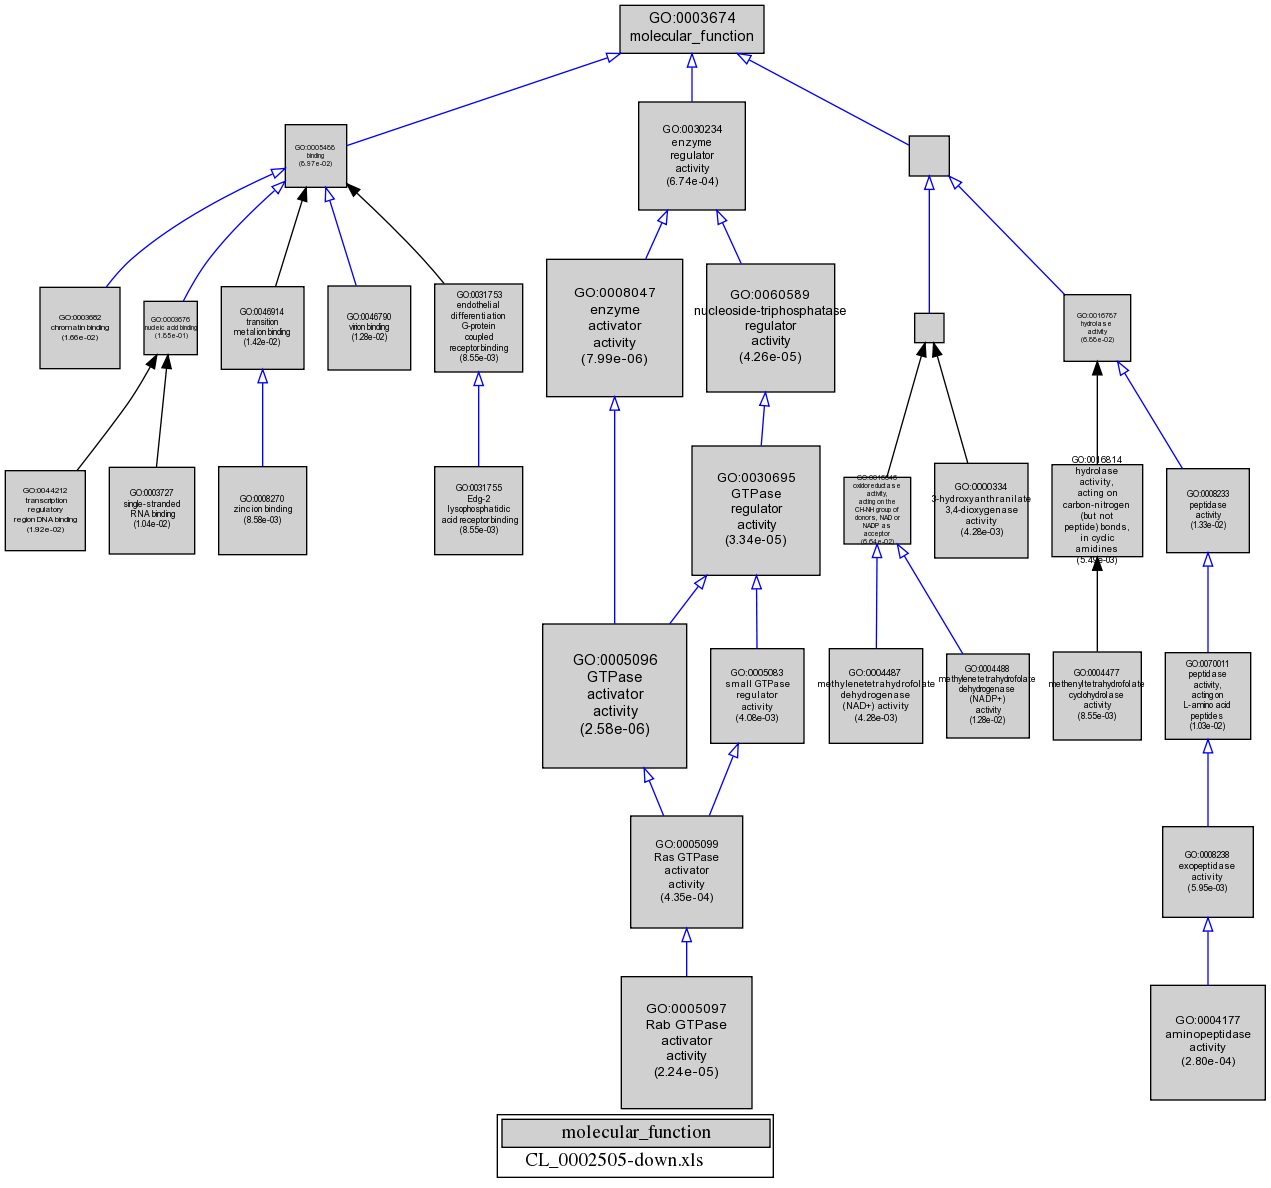 GO:0003674
molecular_function
GO:0030234
enzyme
regulator
activity
(6.74e-04)
GO:0005488
binding
(6.97e-02)
GO:0003682
chromatin binding
(1.66e-02)
GO:0003676
nucleic acid binding
(1.65e-01)
GO:0046914
transition
metal ion binding
(1.42e-02)
GO:0046790
virion binding
(1.28e-02)
GO:0031753
endothelial
differentiation
G-protein
coupled
receptor binding
(8.55e-03)
GO:0008047
enzyme
activator
activity
(7.99e-06)
GO:0060589
nucleoside-triphosphatase
regulator
activity
(4.26e-05)
GO:0016787
hydrolase
activity
(6.66e-02)
GO:0044212
transcription
regulatory
region DNA binding
(1.92e-02)
GO:0003727
single-stranded
RNA binding
(1.04e-02)
GO:0008270
zinc ion binding
(8.58e-03)
GO:0031755
Edg-2
lysophosphatidic
acid receptor binding
(8.55e-03)
GO:0030695
GTPase
regulator
activity
(3.34e-05)
oxidoreductase
activity,
acting on the
CH-NH group of
donors, NAD or
NADP as
acceptor
(6.64e-02)
GO:0000334
3-hydroxyanthranilate
3,4-dioxygenase
activity
(4.28e-03)
GO:0016814
hydrolase
activity,
acting on
carbon-nitrogen
(but not
peptide) bonds,
in cyclic
amidines
(5.49e-03)
GO:0008233
peptidase
activity
(1.33e-02)
GO:0005096
GTPase
activator
activity
(2.58e-06)
GO:0005083
small GTPase
regulator
activity
(4.08e-03)
GO:0004487
methylenetetrahydrofolate
dehydrogenase
(NAD+) activity
(4.28e-03)
GO:0004488
methylenetetrahydrofolate
dehydrogenase
(NADP+)
activity
(1.28e-02)
GO:0004477
methenyltetrahydrofolate
cyclohydrolase
activity
(8.55e-03)
GO:0070011
peptidase
activity,
acting on
L-amino acid
peptides
(1.03e-02)
GO:0005099
Ras GTPase
activator
activity
(4.35e-04)
GO:0008238
exopeptidase
activity
(5.95e-03)
GO:0005097
Rab GTPase
activator
activity
(2.24e-05)
GO:0004177
aminopeptidase
activity
(2.80e-04)
molecular_function
CL_0002505-down.xls